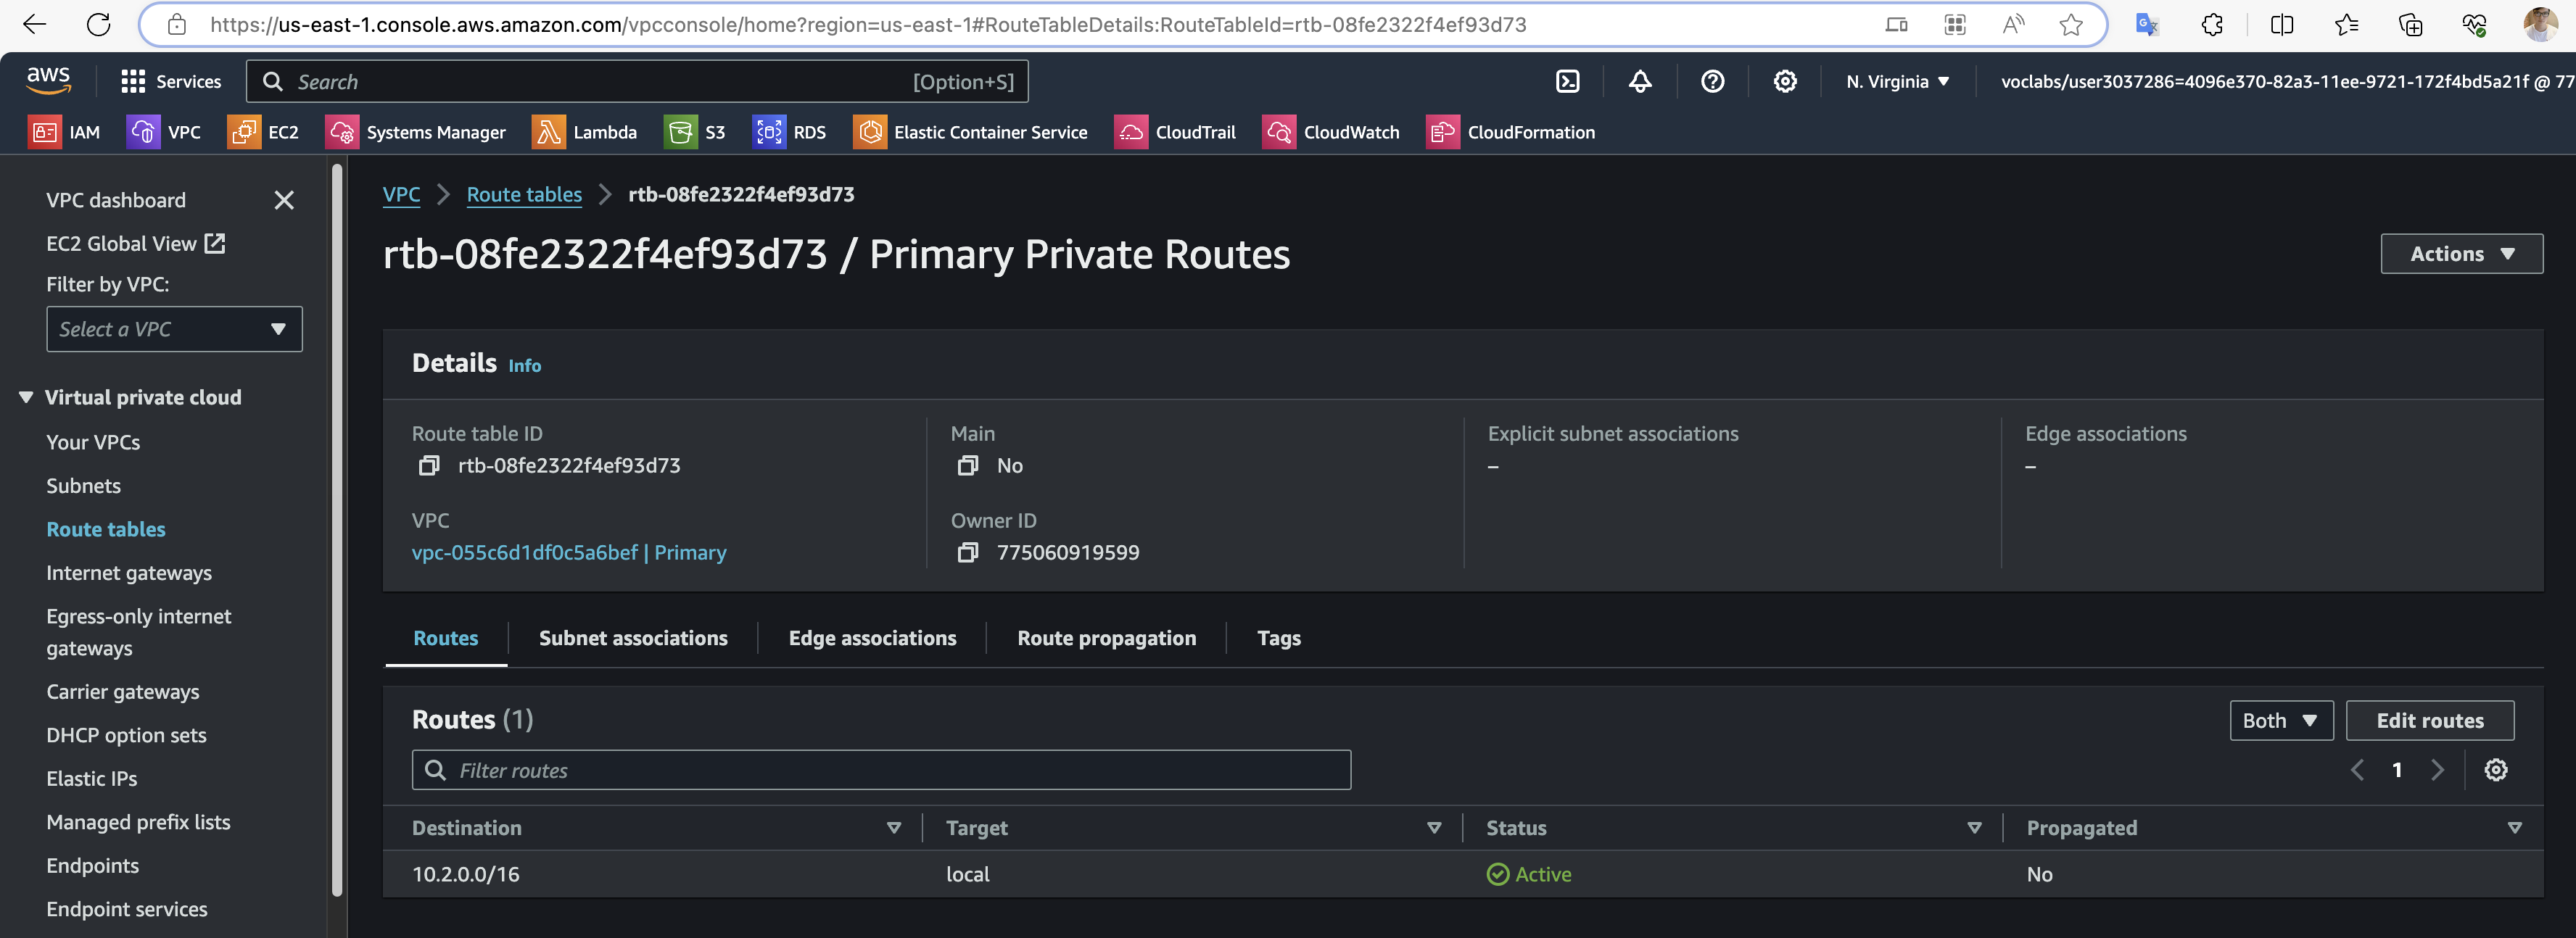 https://us-east-1.console.aws.amazon.com/vpcconsole/home?region=us-east-1#RouteTableDetails:RouteTableId=rtb-08fe2322f4ef93d73
aws
Services
Search
[Option+S]
N. Virginia
voclabs/user3037286=4096e370-82a3-11ee-9721-172f4bd5a21f @ 77
IAM
VPC
EC2
Systems Manager
Lambda
S3
RDS
Elastic Container Service
CloudTrail
CloudWatch
CloudFormation
VPC dashboard
EC2 Global View
Filter by VPC:
Select a VPC
Virtual private cloud
Your VPCs
Subnets
Route tables
Internet gateways
Egress-only internet
gateways
Carrier gateways
DHCP option sets
Elastic IPs
Managed prefix lists
Endpoints
Endpoint services
VPC
Route tables
rtb-08fe2322f4ef93d73
rtb-08fe2322f4ef93d73 / Primary Private Routes
Actions
Details Info
Route table ID
rtb-08fe2322f4ef93d73
Main
No
Explicit subnet associations
–
Edge associations
–
VPC
vpc-055c6d1df0c5a6bef | Primary
Owner ID
775060919599
Routes
Subnet associations
Edge associations
Route propagation
Tags
Routes (1)
Both
Edit routes
Filter routes
1
Destination
Target
Status
Propagated
10.2.0.0/16
local
Active
No